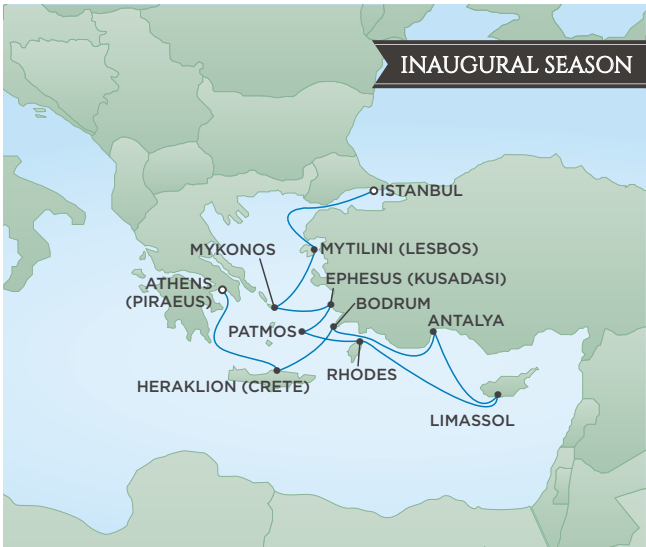 INAUGURAL SEASON
ISTANBUL
MYKONOS
MYTILINI (LESBOS)
EPHESUS (KUSADASI)
ATHENS
(PIRAEUS)
BODRUM
PATMOS
ANTALYA
RHODES
HERAKLION (CRETE)
LIMASSOL